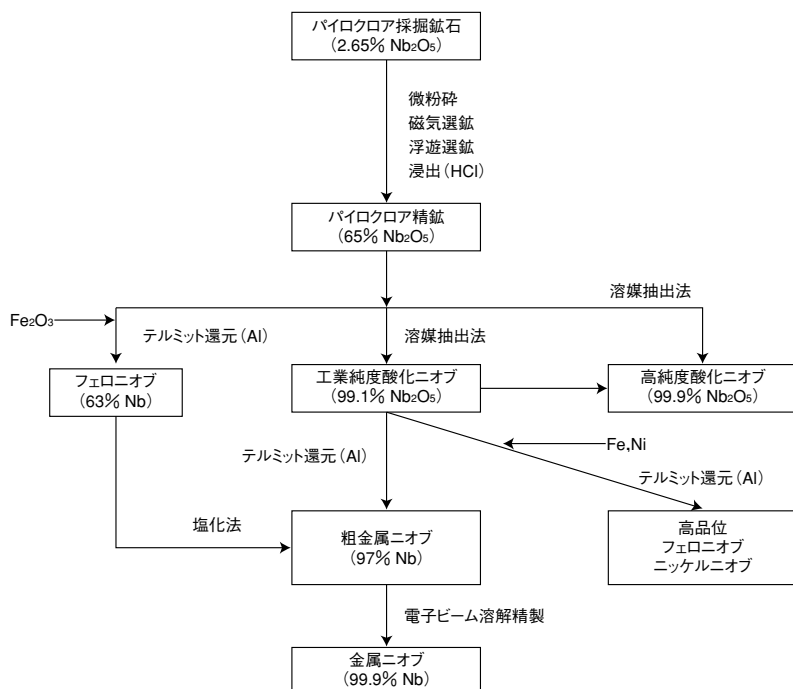 パイロクロア採掘鉱石
(2.65% Nb₂O₅)
微粉砕
磁気選鉱
浮遊選鉱
浸出(HCl)
パイロクロア精鉱
(65% Nb₂O₅)
溶媒抽出法
Fe₂O₃
テルミット還元(Al)
溶媒抽出法
フェロニオブ
(63% Nb)
工業純度酸化ニオブ
(99.1% Nb₂O₅)
高純度酸化ニオブ
(99.9% Nb₂O₅)
Fe,Ni
テルミット還元(Al)
テルミット還元(Al)
塩化法
粗金属ニオブ
(97% Nb)
高品位
フェロニオブ
ニッケルニオブ
電子ビーム溶解精製
金属ニオブ
(99.9% Nb)